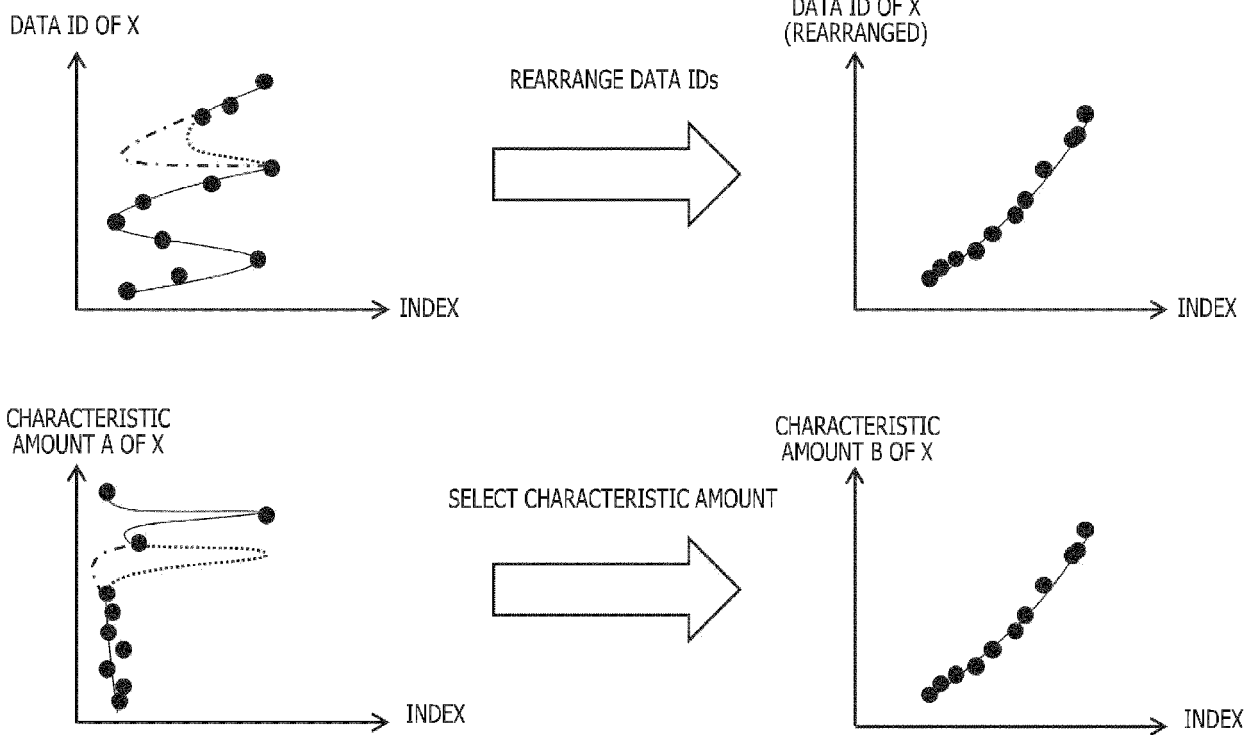 DATA ID OF X
REARRANGE DATA IDs
DATA ID OF X
(REARRANGED)
INDEX
INDEX
CHARACTERISTIC
AMOUNT A OF X
SELECT CHARACTERISTIC AMOUNT
CHARACTERISTIC
AMOUNT B OF X
INDEX
INDEX